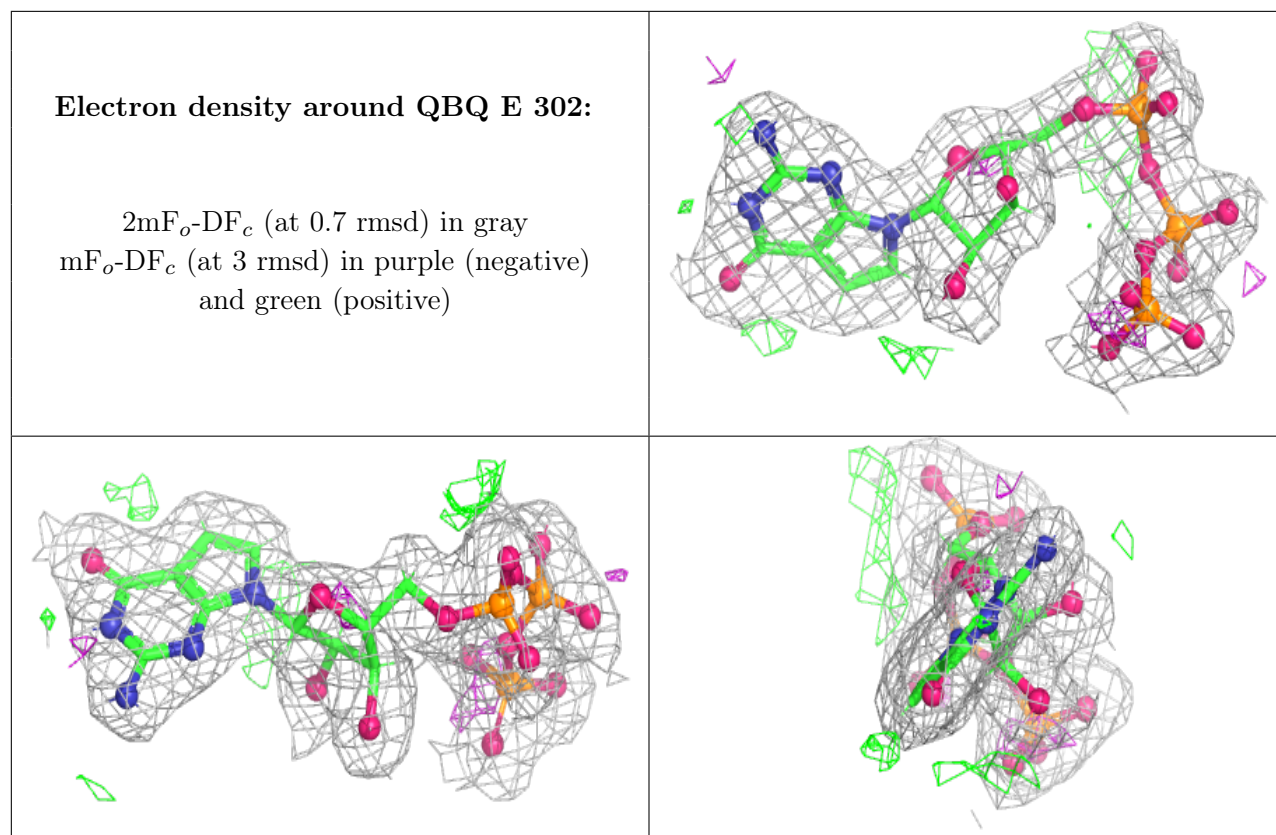 Electron density around QBQ E 302:
2mFo-DFc (at 0.7 rmsd) in gray
mFo-DFc (at 3 rmsd) in purple (negative)
and green (positive)